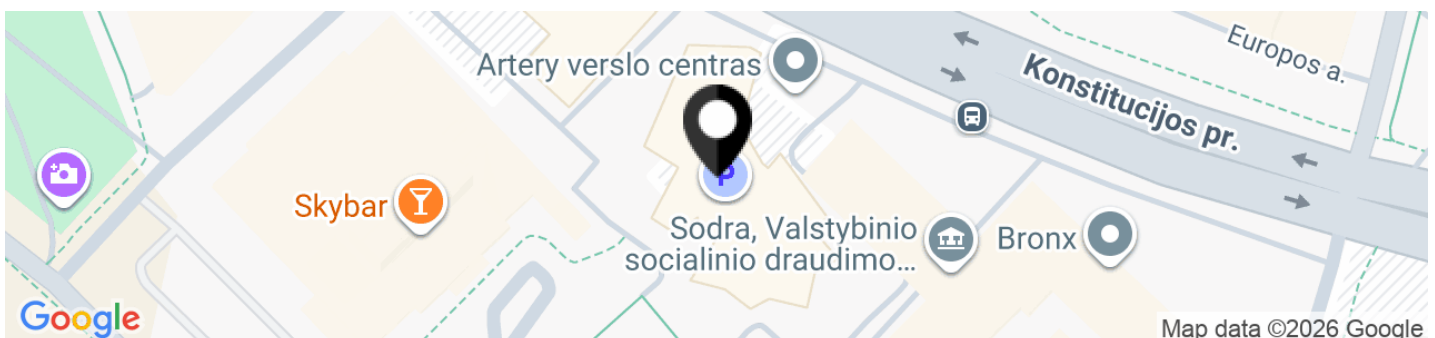 Europos a.
Artery verslo centras
Konstitucijos pr.
P
Skybar
Sodra, Valstybinio
socialinio draudimo...
Bronx
Google
Map data ©2026 Google